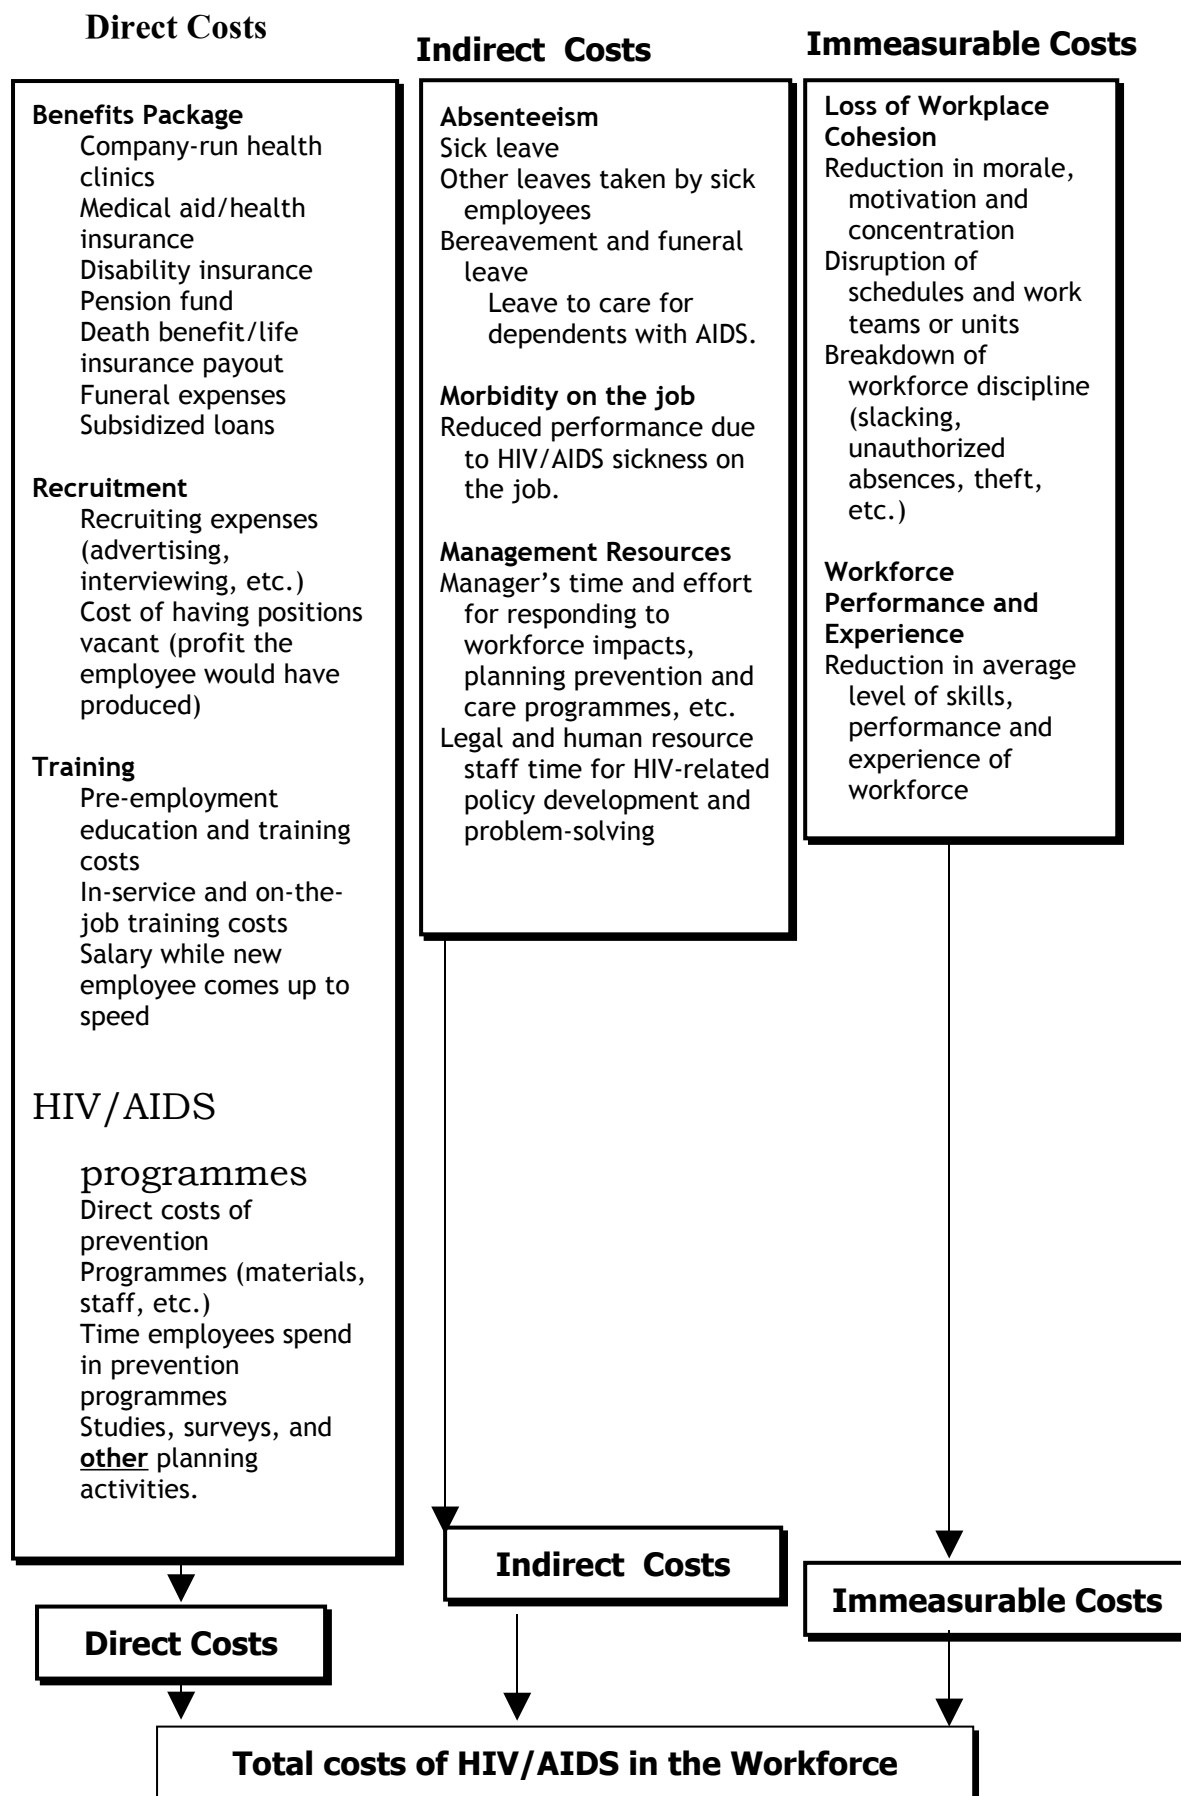 Direct Costs
Benefits Package
Company-run health
clinics
Medical aid/health
insurance
Disability insurance
Pension fund
Death benefit/life
insurance payout
Funeral expenses
Subsidized loans
Recruitment
Recruiting expenses
(advertising,
interviewing, etc.)
Cost of having positions
vacant (profit the
employee would have
produced)
Training
Pre-employment
education and training
costs
In-service and on-the-
job training costs
Salary while new
employee comes up to
speed
HIV/AIDS
programmes
Direct costs of
prevention
Programmes (materials,
staff, etc.)
Time employees spend
in prevention
programmes
Studies, surveys, and
other planning
activities.
Indirect Costs
Absenteeism
Sick leave
Other leaves taken by sick
employees
Bereavement and funeral
leave
Leave to care for
dependents with AIDS.
Morbidity on the job
Reduced performance due
to HIV/AIDS sickness on
the job.
Management Resources
Manager’s time and effort
for responding to
workforce impacts,
planning prevention and
care programmes, etc.
Legal and human resource
staff time for HIV-related
policy development and
problem-solving
Immeasurable Costs
Loss of Workplace
Cohesion
Reduction in morale,
motivation and
concentration
Disruption of
schedules and work
teams or units
Breakdown of
workforce discipline
(slacking,
unauthorized
absences, theft,
etc.)
Workforce
Performance and
Experience
Reduction in average
level of skills,
performance and
experience of
workforce
Direct Costs
Indirect Costs
Immeasurable Costs
Total costs of HIV/AIDS in the Workforce